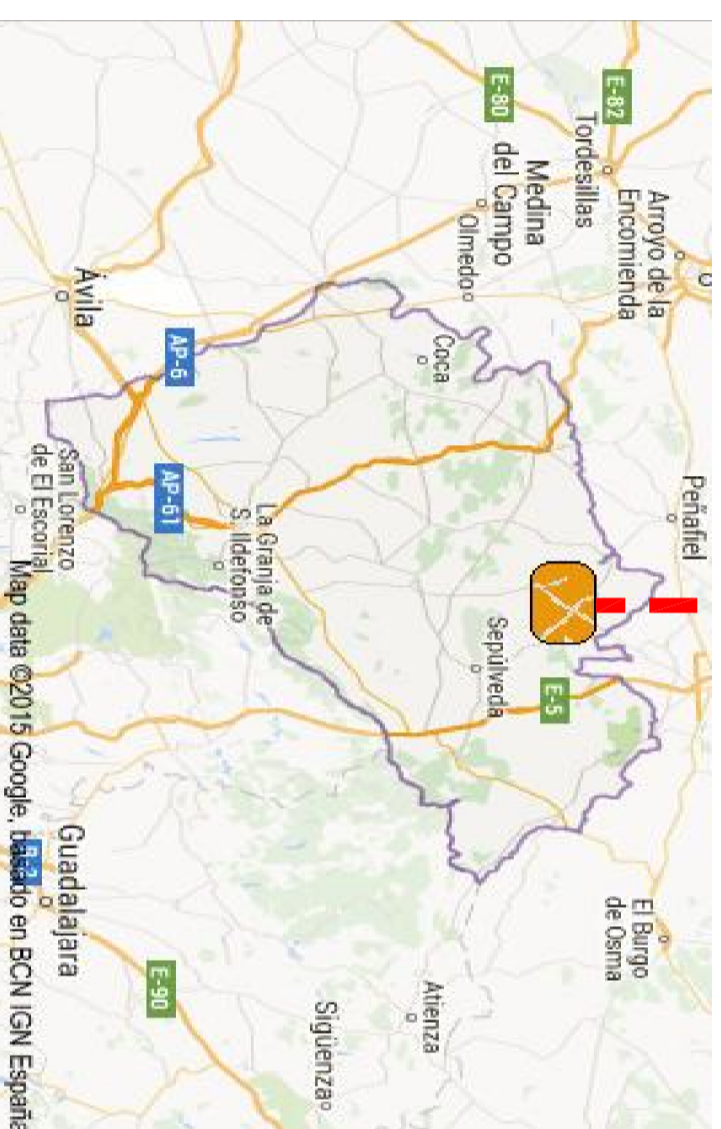 E-82
E-80
Tordesillas
Arroyo de la
Encomienda
Medina
del Campo
Olmedo
Peñafiel
Coca
Ávila
AP-6
Sepúlveda
E-5
AP-61
La Granja de
S. Ildefonso
San Lorenzo
de El Escorial
El Burgo
de Osma
Atienza
Sigüenza
Guadalajara
R-2
E-90
Map data ©2015 Google, basado en BCN IGN España